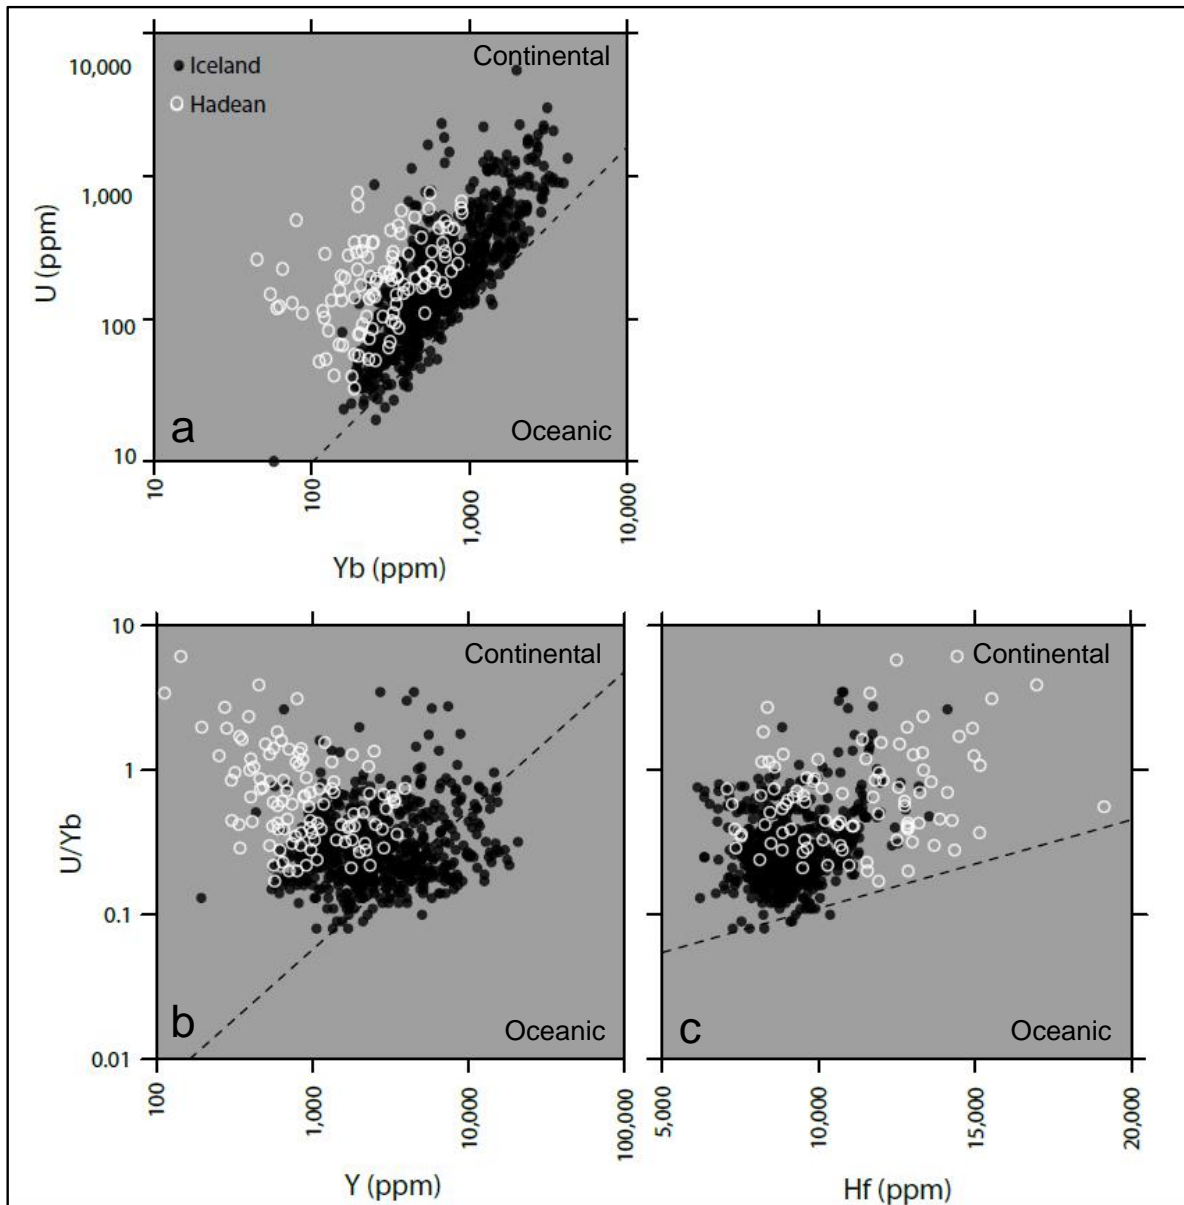 Continental
10,000
Iceland
Hadean
1,000
U (ppm)
100
a
Oceanic
10
10
100
1,000
10,000
Yb (ppm)
10
Continental
Continental
1
U/Yb
0.1
b
Oceanic
c
Oceanic
0.01
100
1,000
10,000
100,000
5,000
10,000
15,000
20,000
Y (ppm)
Hf (ppm)